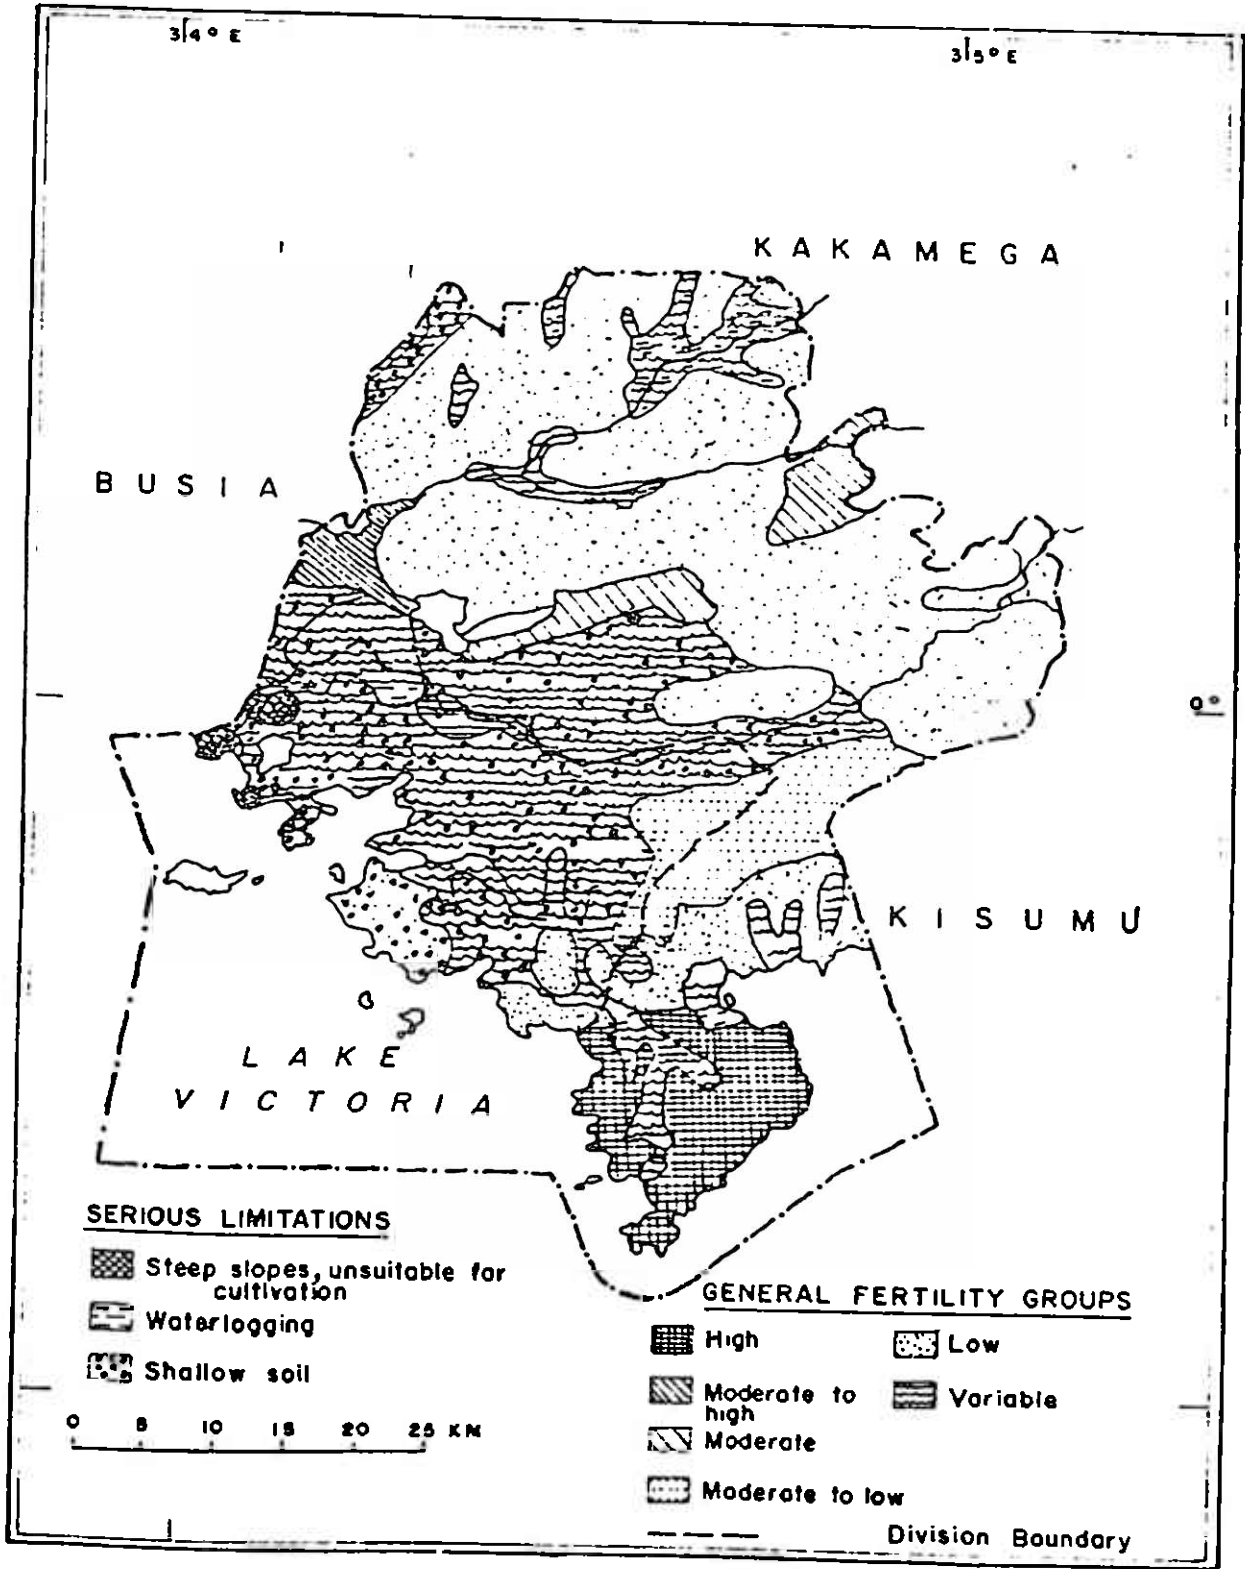 34° E
35° E
KAKAMEGA
BUSIA
0°
KISUMU
LAKE
VICTORIA
SERIOUS LIMITATIONS
Steep slopes, unsuitable for
cultivation
Waterlogging
Shallow soil
0 5 10 15 20 25 KM
GENERAL FERTILITY GROUPS
High
Low
Moderate to
high
Variable
Moderate
Moderate to low
Division Boundary